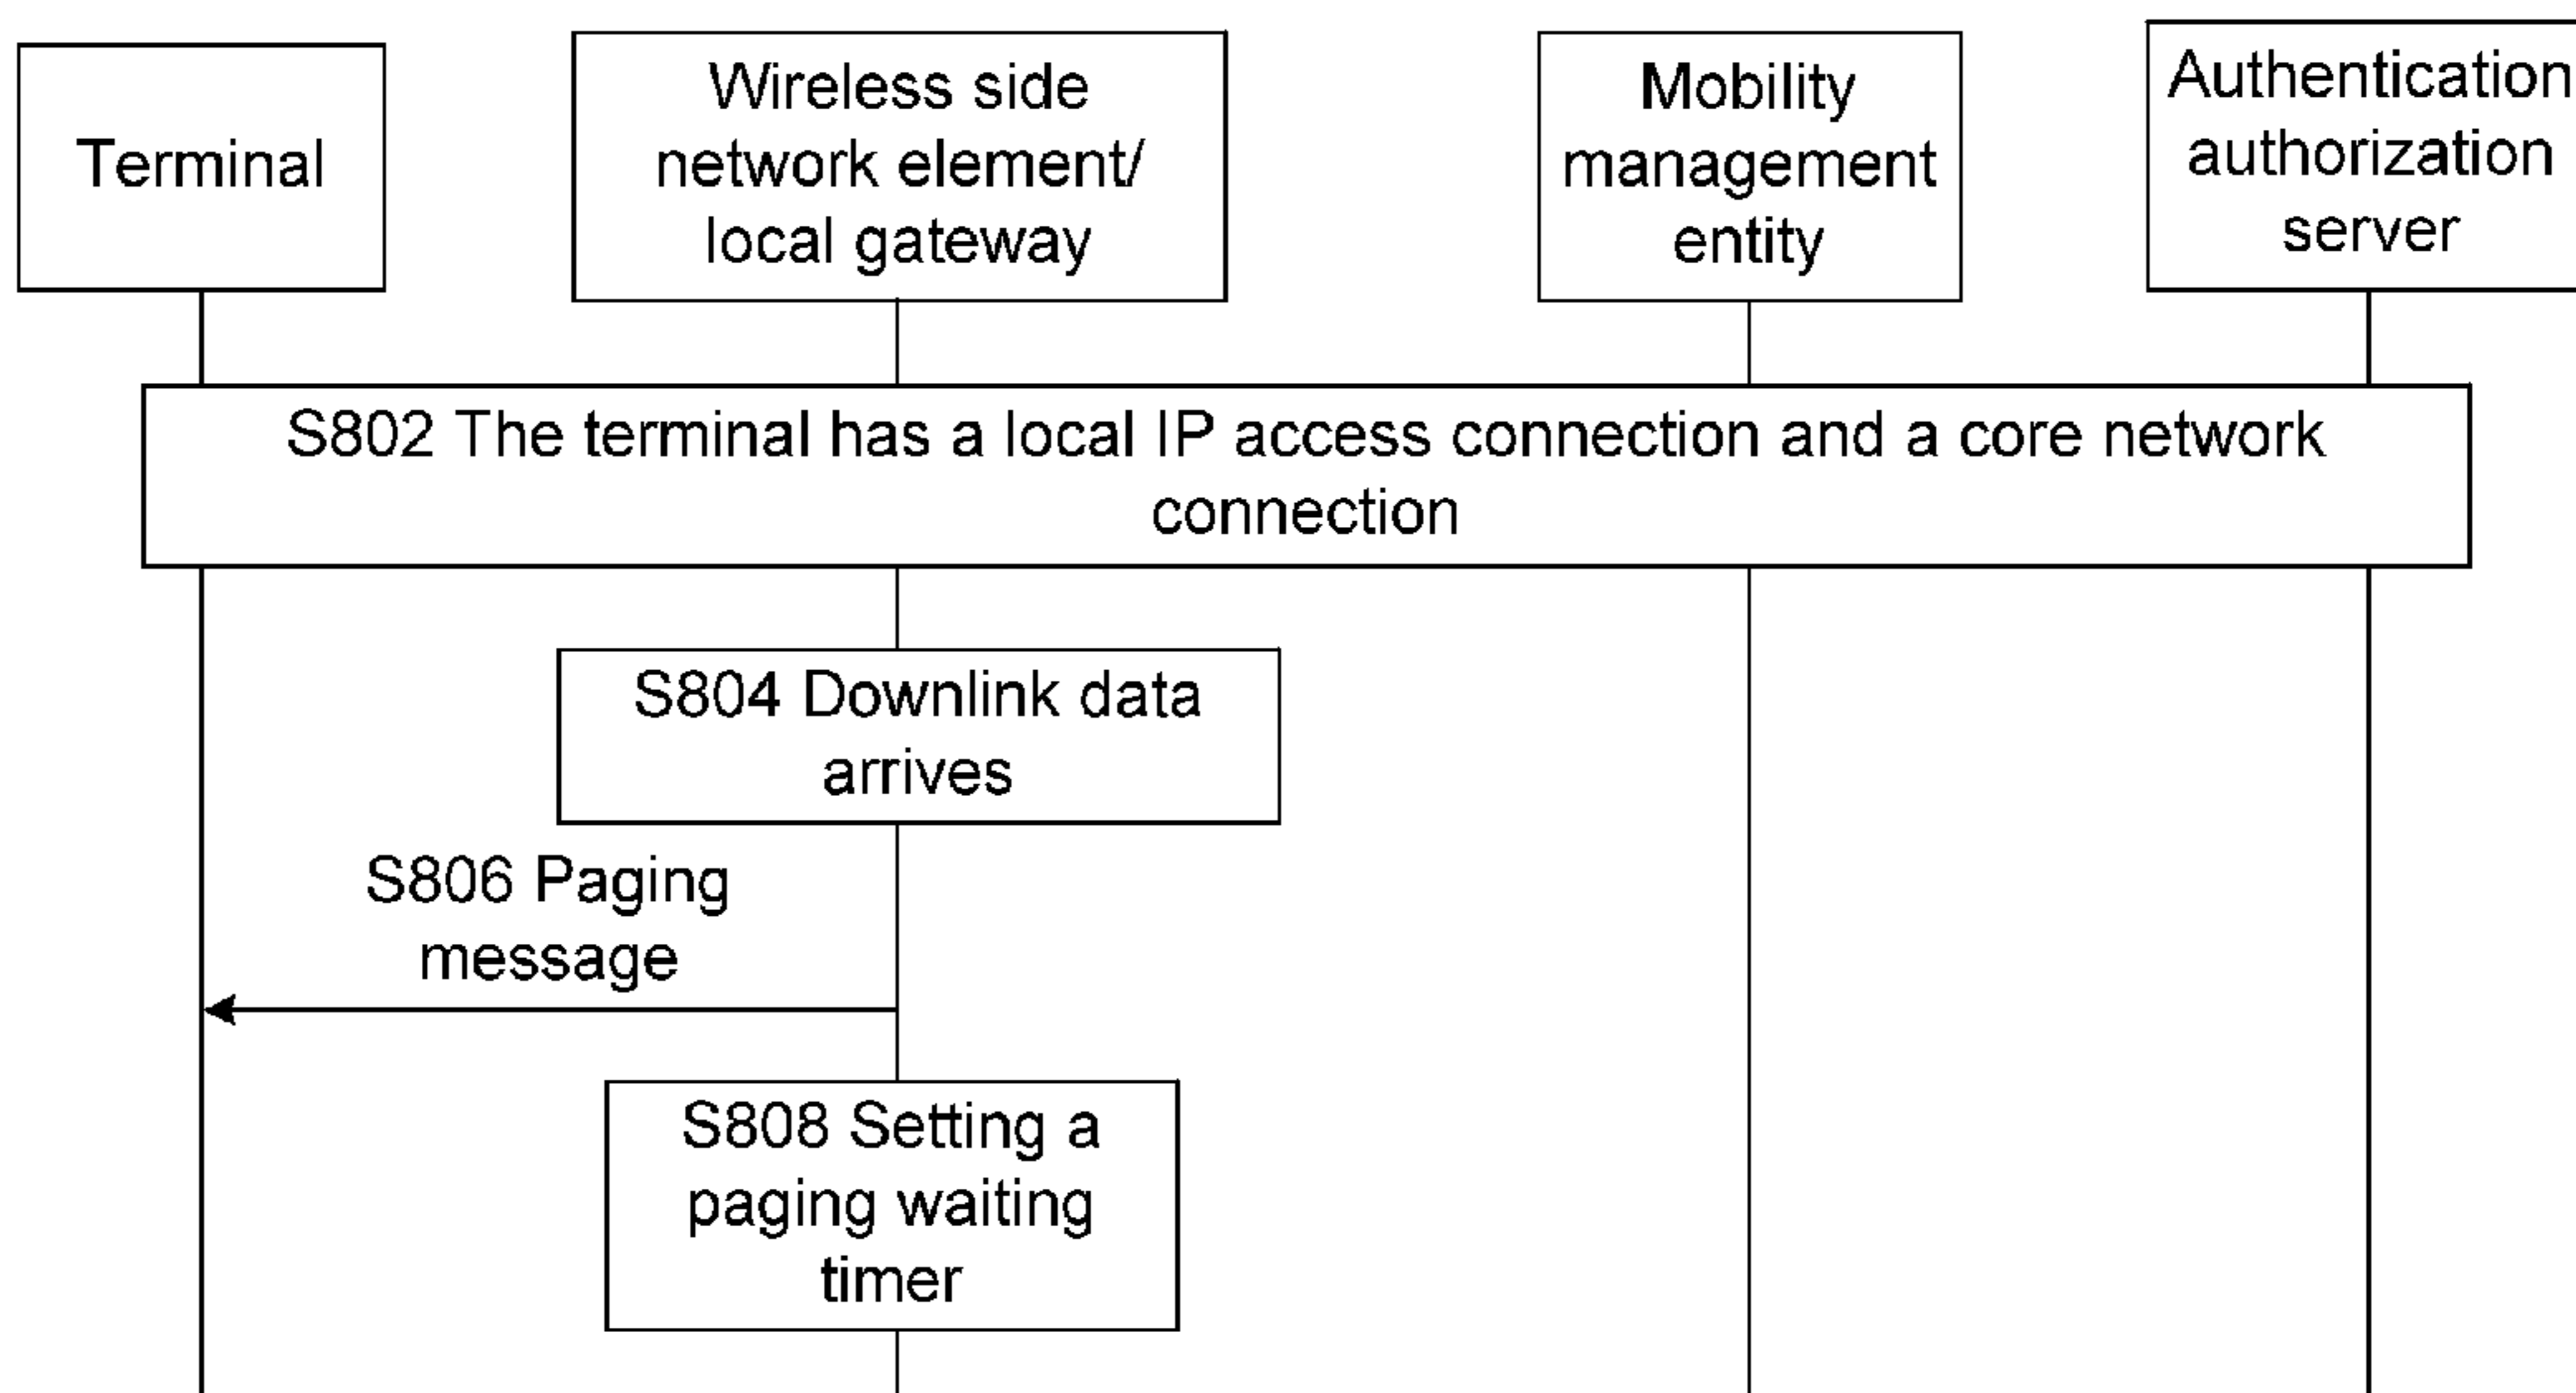 Terminal
Wireless side
network element/
local gateway
Mobility
management
entity
Authentication
authorization
server
S802 The terminal has a local IP access connection and a core network
connection
S804 Downlink data
arrives
S806 Paging
message
S808 Setting a
paging waiting
timer